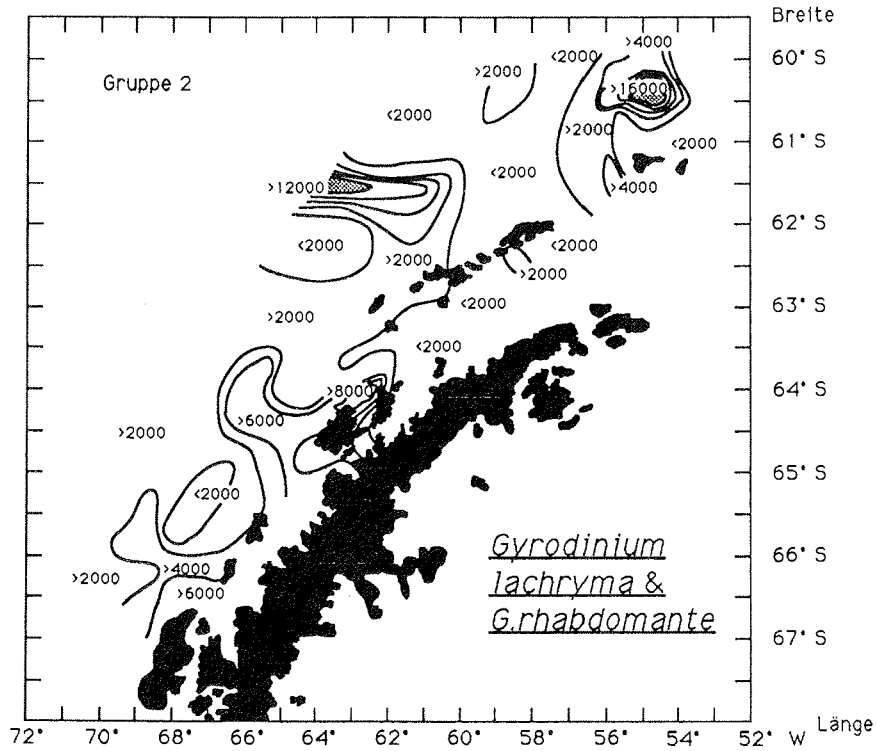 Breite
Gruppe 2
>4000
<2000
>2000
60° S
>16000
<2000
>2000
61° S
<2000
<2000
>12000
>4000
62° S
<2000
<2000
>2000
>2000
<2000
63° S
>2000
<2000
>8000
64° S
>6000
>2000
65° S
<2000
Gyrodinium
lachryma &
G.rhabdomante
66° S
>4000
>2000
>6000
67° S
72° 70° 68° 66° 64° 62° 60° 58° 56° 54° 52° W Länge